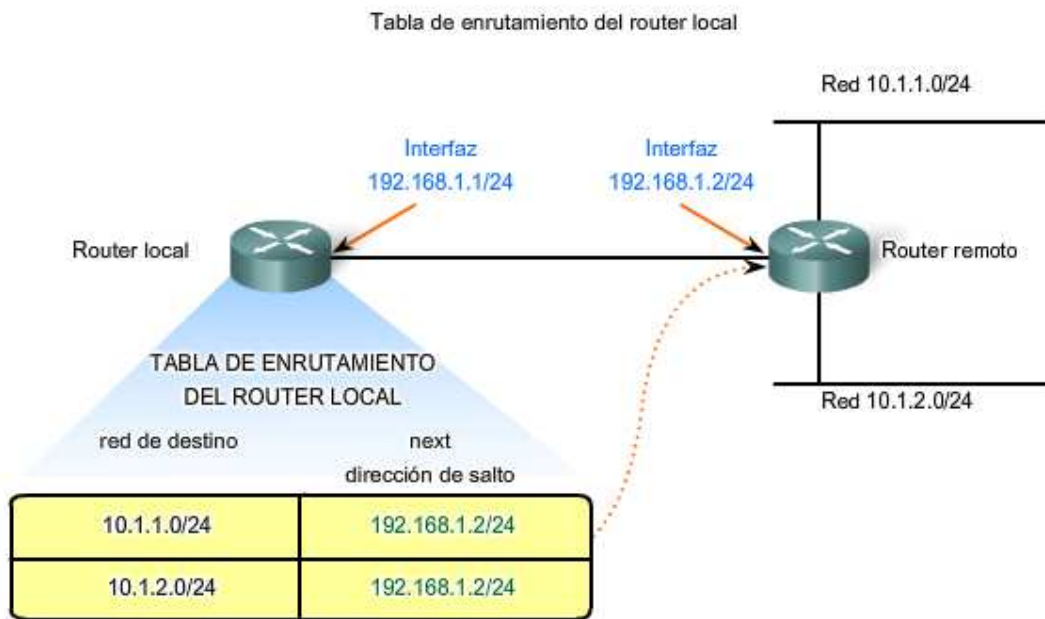 Tabla de enrutamiento del router local
Red 10.1.1.0/24
Interfaz
192.168.1.1/24
Interfaz
192.168.1.2/24
Router local
Router remoto
TABLA DE ENRUTAMIENTO
DEL ROUTER LOCAL
Red 10.1.2.0/24
red de destino
next
dirección de salto
10.1.1.0/24
192.168.1.2/24
10.1.2.0/24
192.168.1.2/24